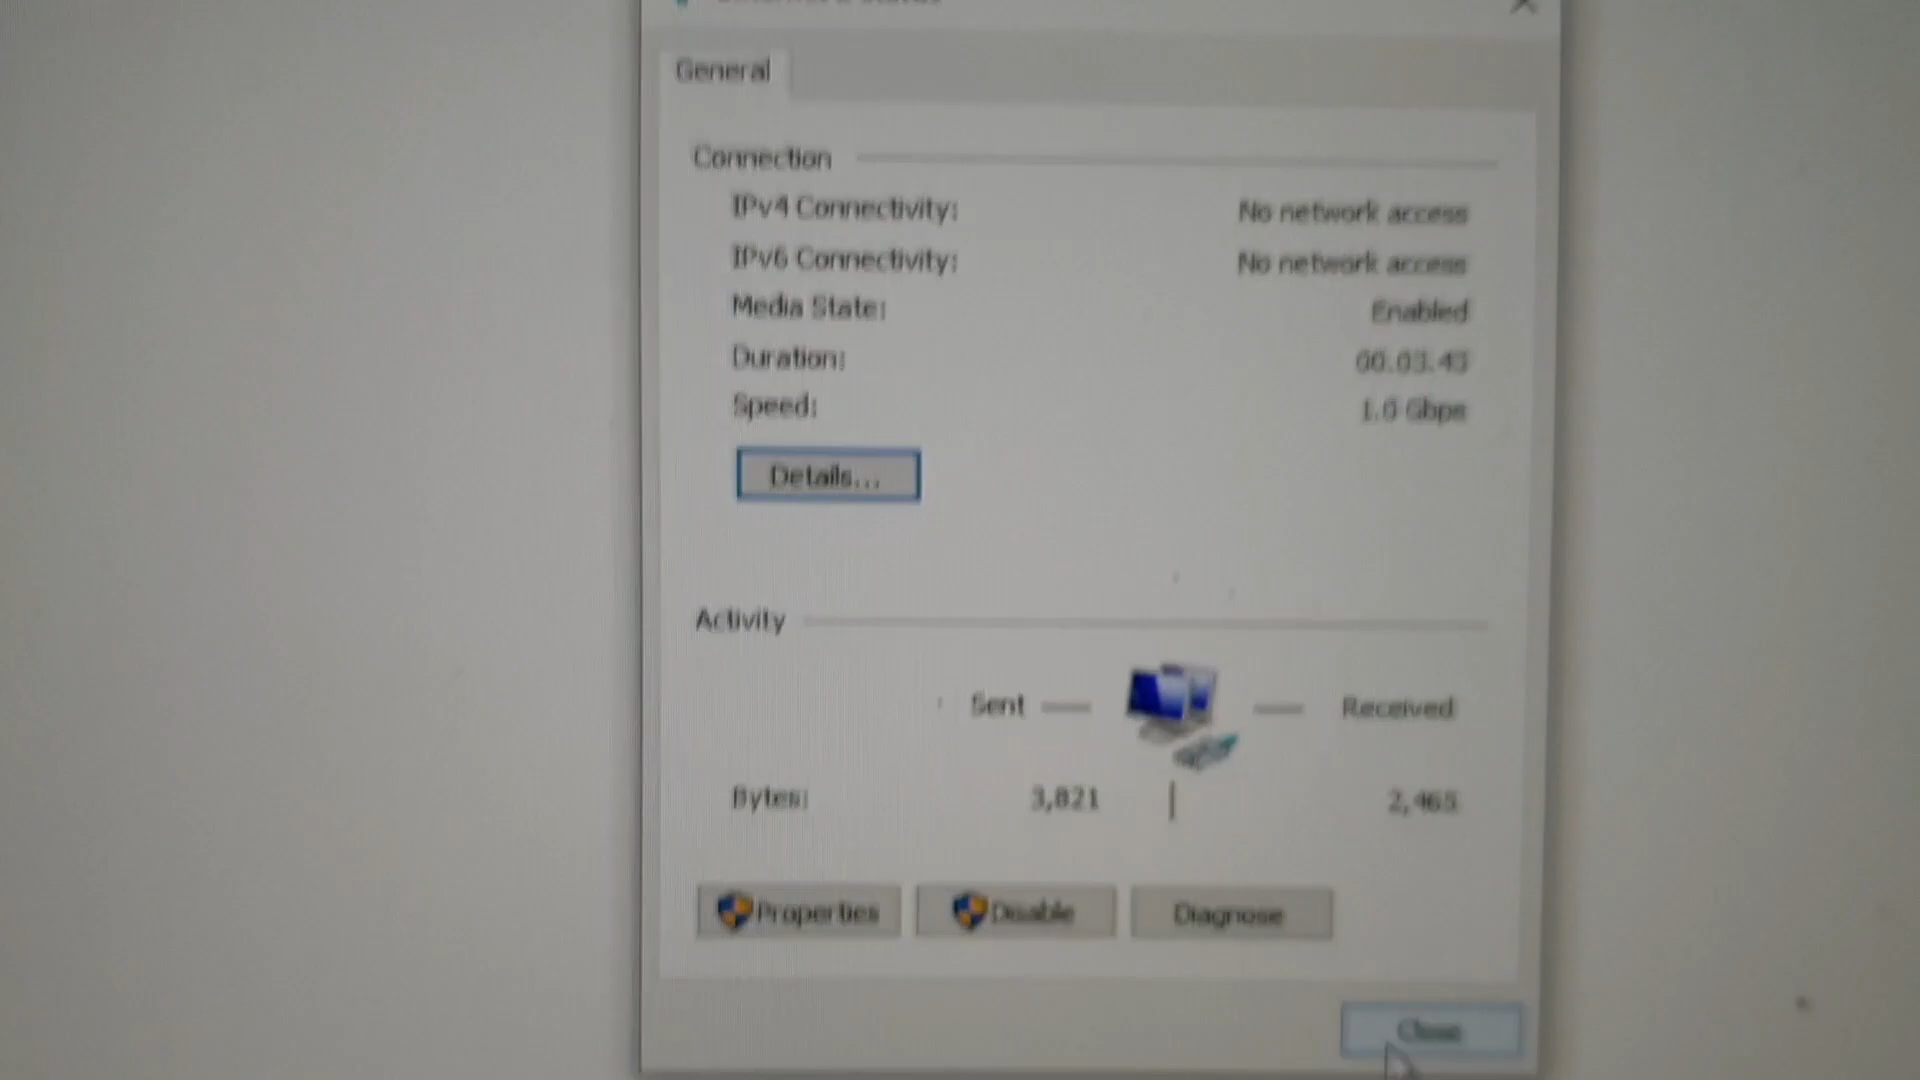 General
Connection
IPv4 Connectivity: No network access
IPv6 Connectivity: No network access
Media State: Enabled
Duration:
Speed: 1.0 Gbps
Details...
Activity
Sent Received
Bytes: 3,821 2,465
Properties Disable Diagnose
Close